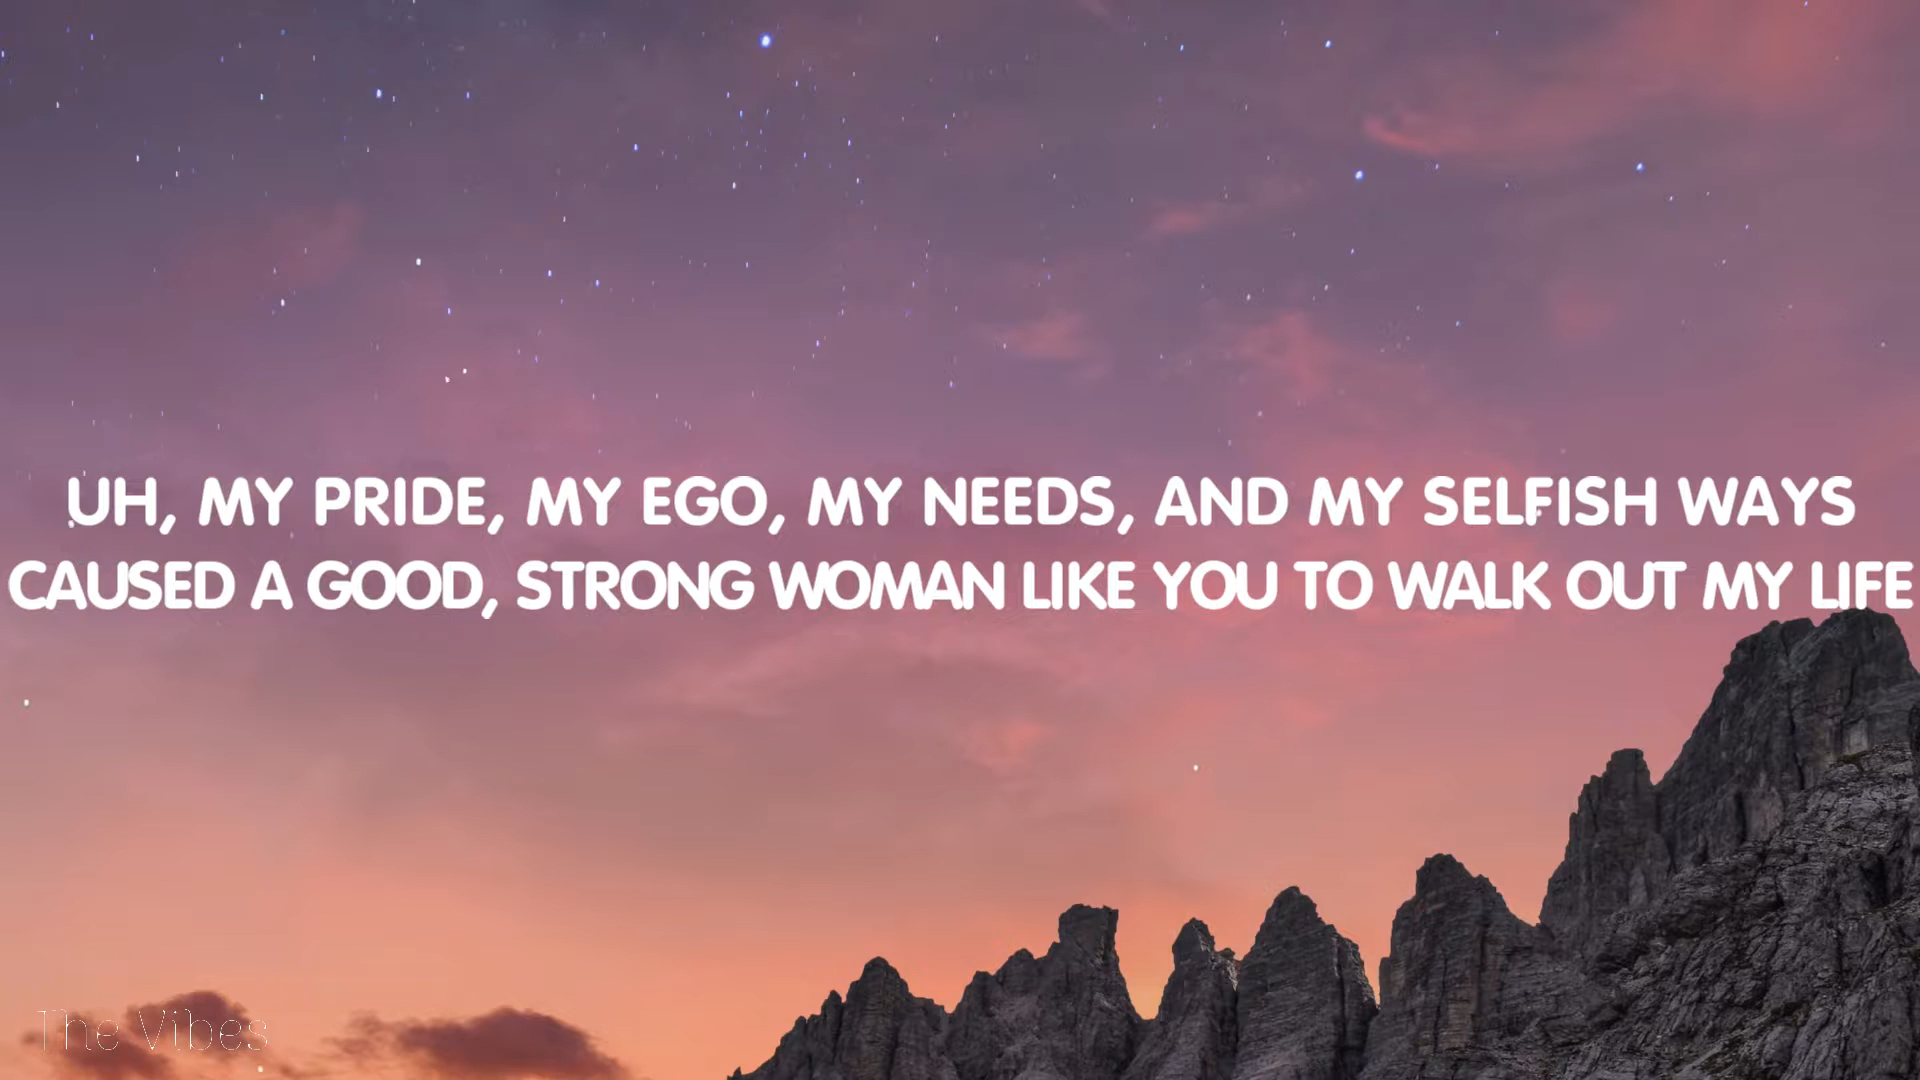 UH, MY PRIDE, MY EGO, MY NEEDS, AND MY SELFISH WAYS
CAUSED A GOOD, STRONG WOMAN LIKE YOU TO WALK OUT MY LIFE
The Vibes